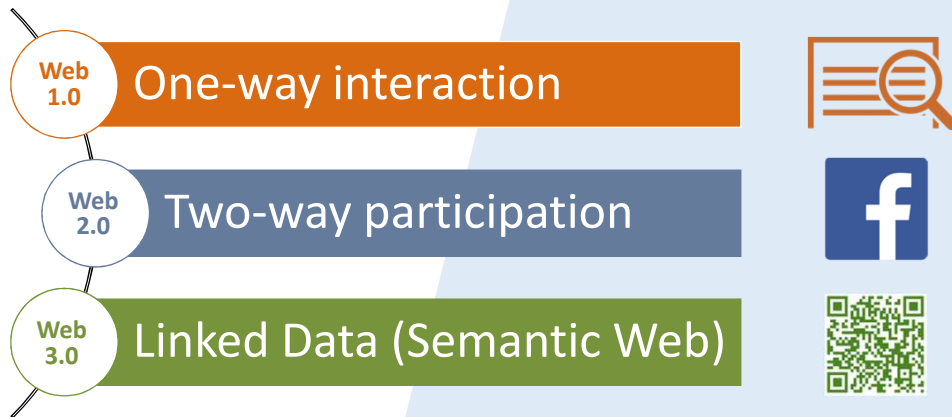 Web
1.0
One-way interaction
Web
2.0
Two-way participation
Web
3.0
Linked Data (Semantic Web)